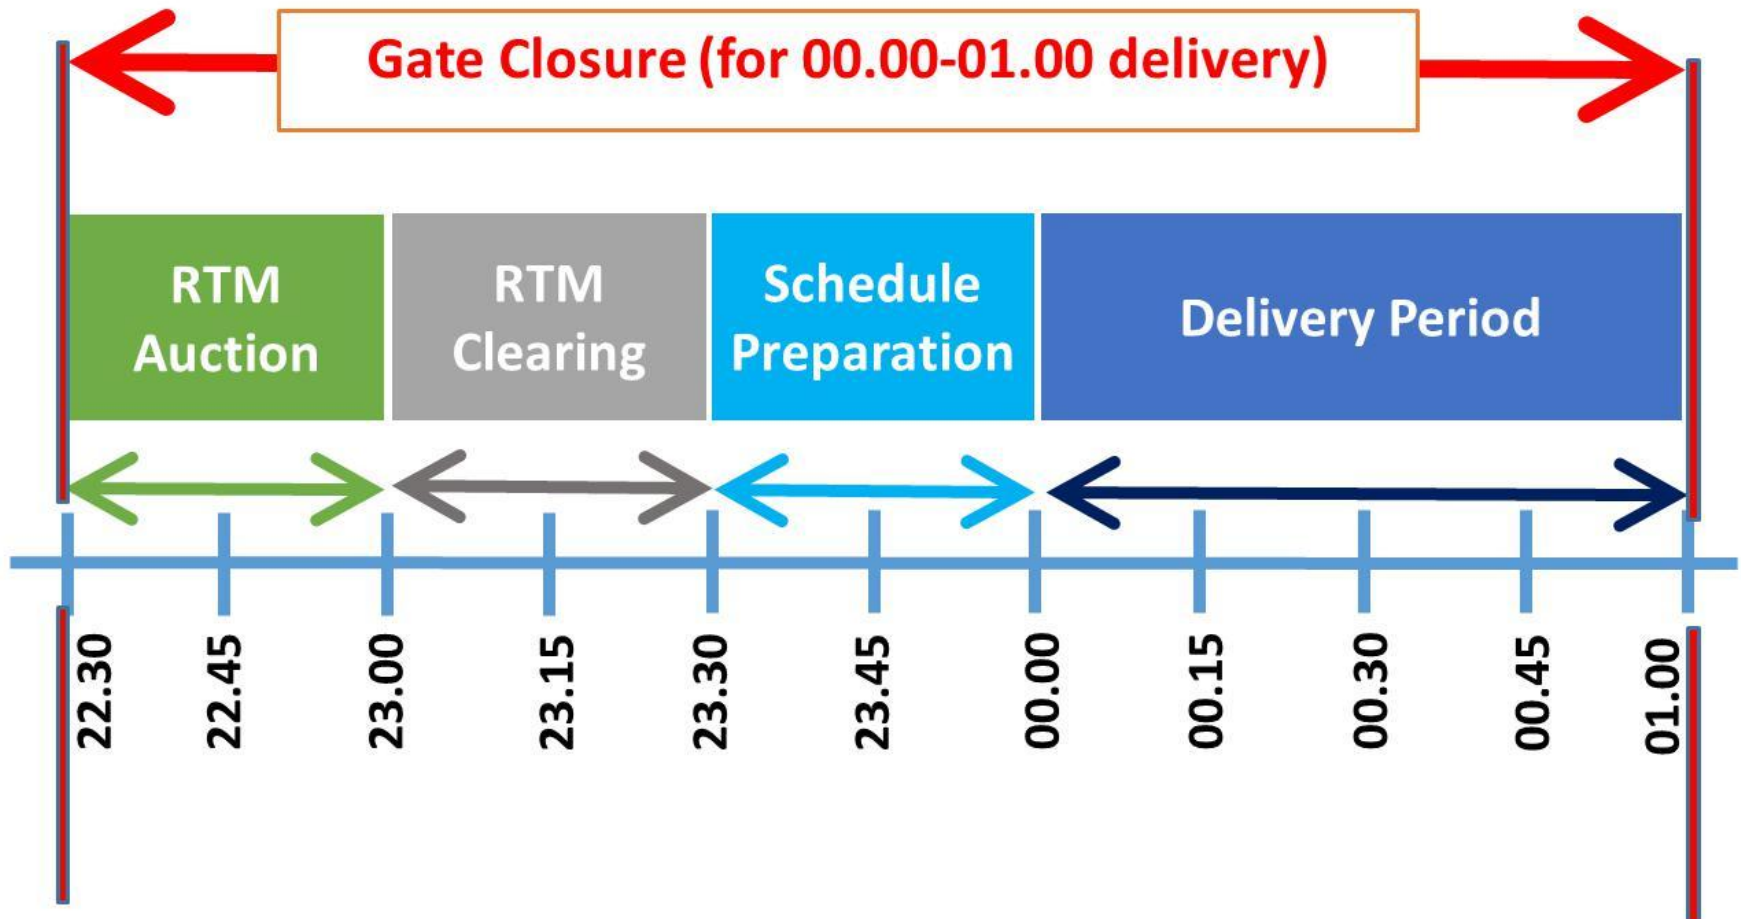 Gate Closure (for 00.00-01.00 delivery)
RTM
Auction
RTM
Clearing
Schedule
Preparation
Delivery Period
22.30
22.45
23.00
23.15
23.30
23.45
00.00
00.15
00.30
00.45
01.00